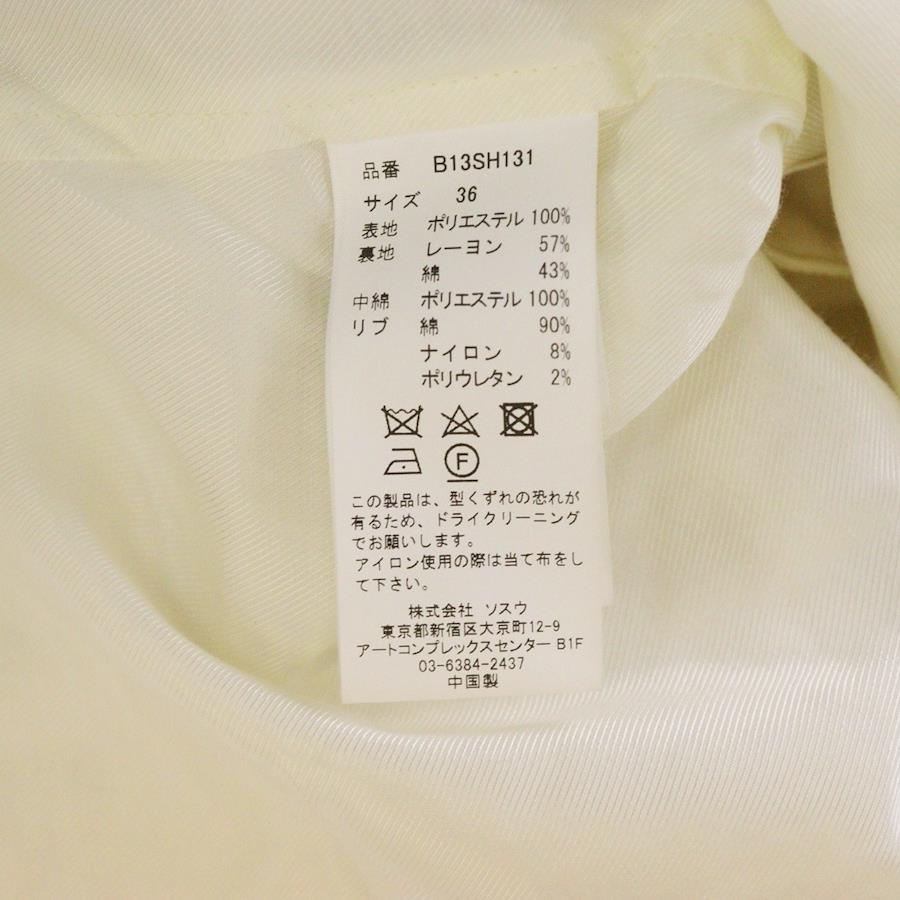 品番 B13SH131
サイズ 36
表地 ポリエステル 100%
裏地 レーヨン 57%
綿 43%
中綿 ポリエステル 100%
リブ 綿 90%
ナイロン 8%
ポリウレタン 2%
F
この製品は、型くずれの恐れが
有るため、ドライクリーニング
でお願いします。
アイロン使用の際は当て布をし
て下さい。
株式会社 ソスウ
東京都新宿区大京町12-9
アートコンプレックスセンター B1F
03-6384-2437
中国製